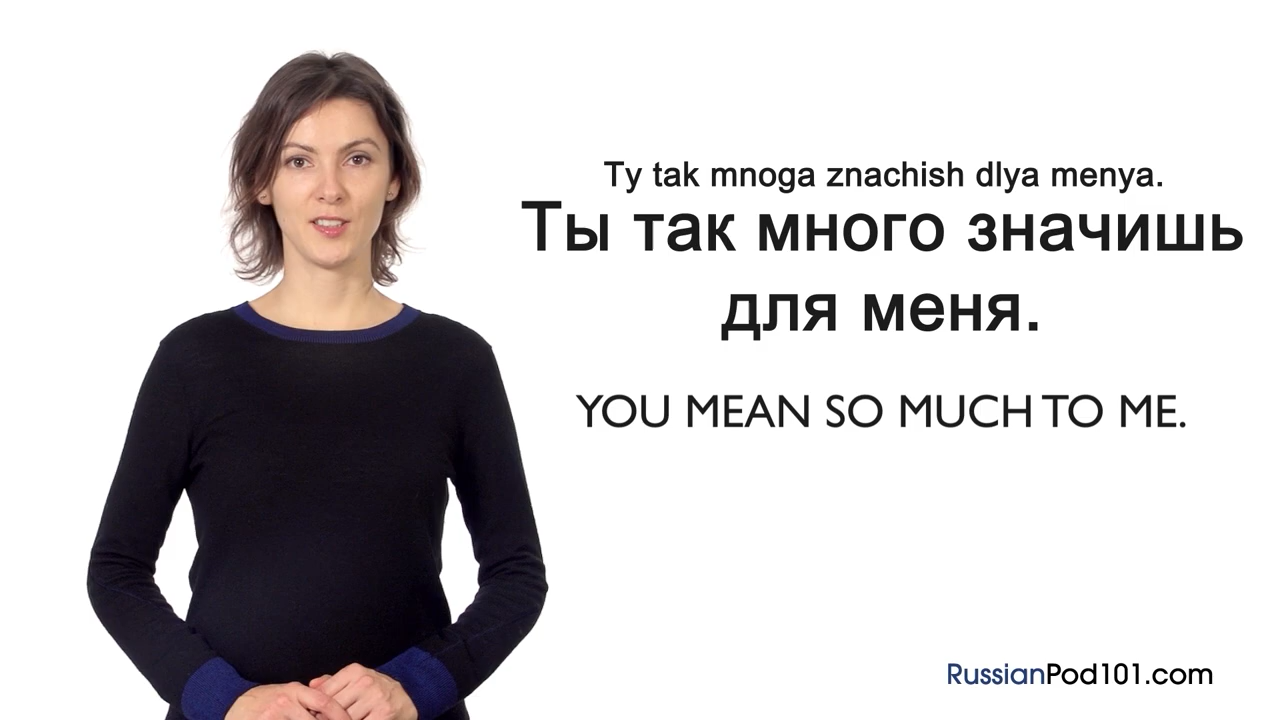 Ty tak mnoga znachish dlya menya.
Ты так много значишь
для меня.
YOU MEAN SO MUCH TO ME.
RussianPod101.com